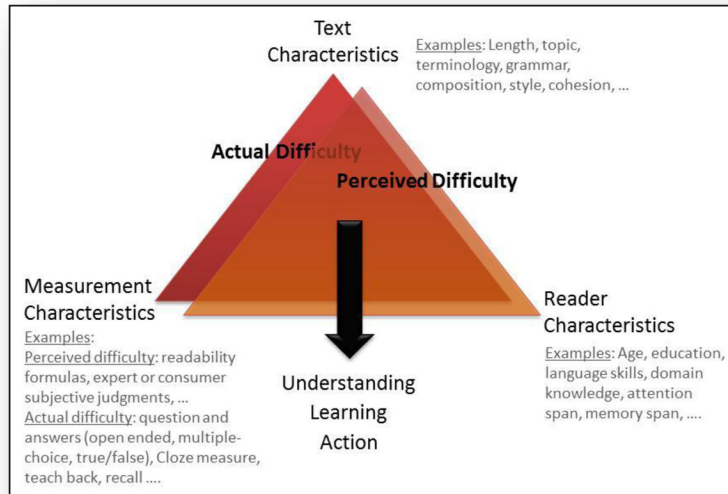 Text
Characteristics
Examples: Length, topic,
terminology, grammar,
composition, style, cohesion, ...
Actual Difficulty
Perceived Difficulty
Measurement
Characteristics
Examples:
Perceived difficulty: readability
formulas, expert or consumer
subjective judgments, ...
Actual difficulty: question and
answers (open ended, multiple-
choice, true/false), Cloze measure,
teach back, recall ....
Reader
Characteristics
Examples: Age, education,
language skills, domain
knowledge, attention
span, memory span, ....
Understanding
Learning
Action